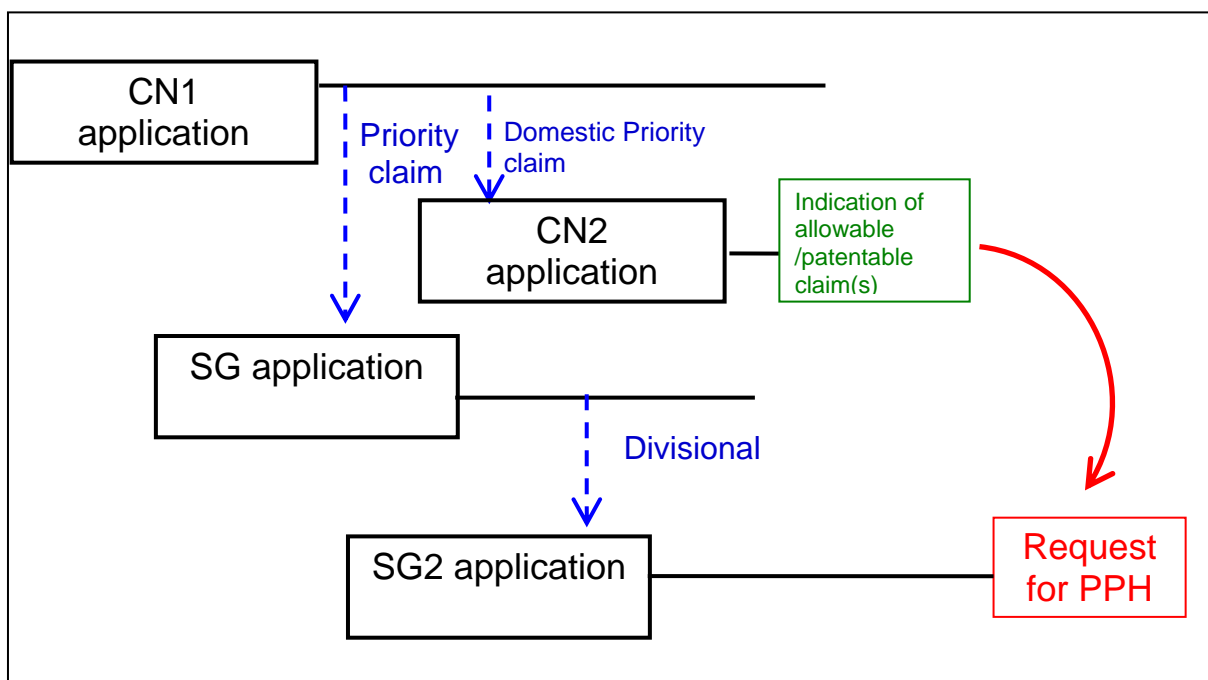 CN1
application
Priority
claim
Domestic Priority
claim
CN2
application
Indication of
allowable
/patentable
claim(s)
SG application
Divisional
SG2 application
Request
for PPH